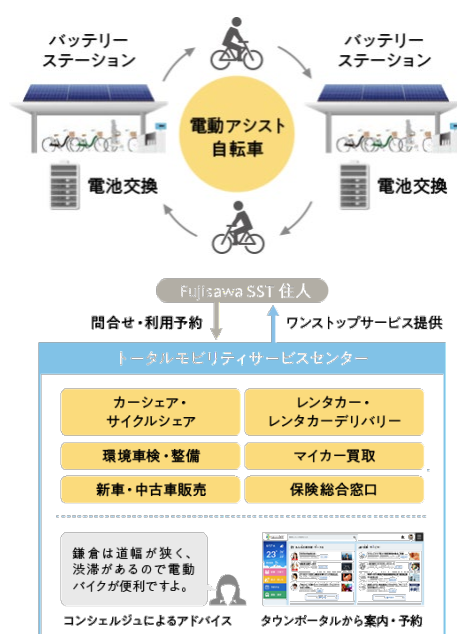 バッテリー
ステーション
バッテリー
ステーション
電動アシスト
自転車
電池交換
電池交換
Fujisawa SST 住人
問合せ・利用予約
ワンストップサービス提供
トータルモビリティサービスセンター
カーシェア・
サイクルシェア
レンタカー・
レンタカーデリバリー
環境車検・整備
マイカー買取
新車・中古車販売
保険総合窓口
鎌倉は道幅が狭く、
渋滞があるので電動
バイクが便利ですよ。
23°
コンシェルジュによるアドバイス
タウンポータルから案内・予約